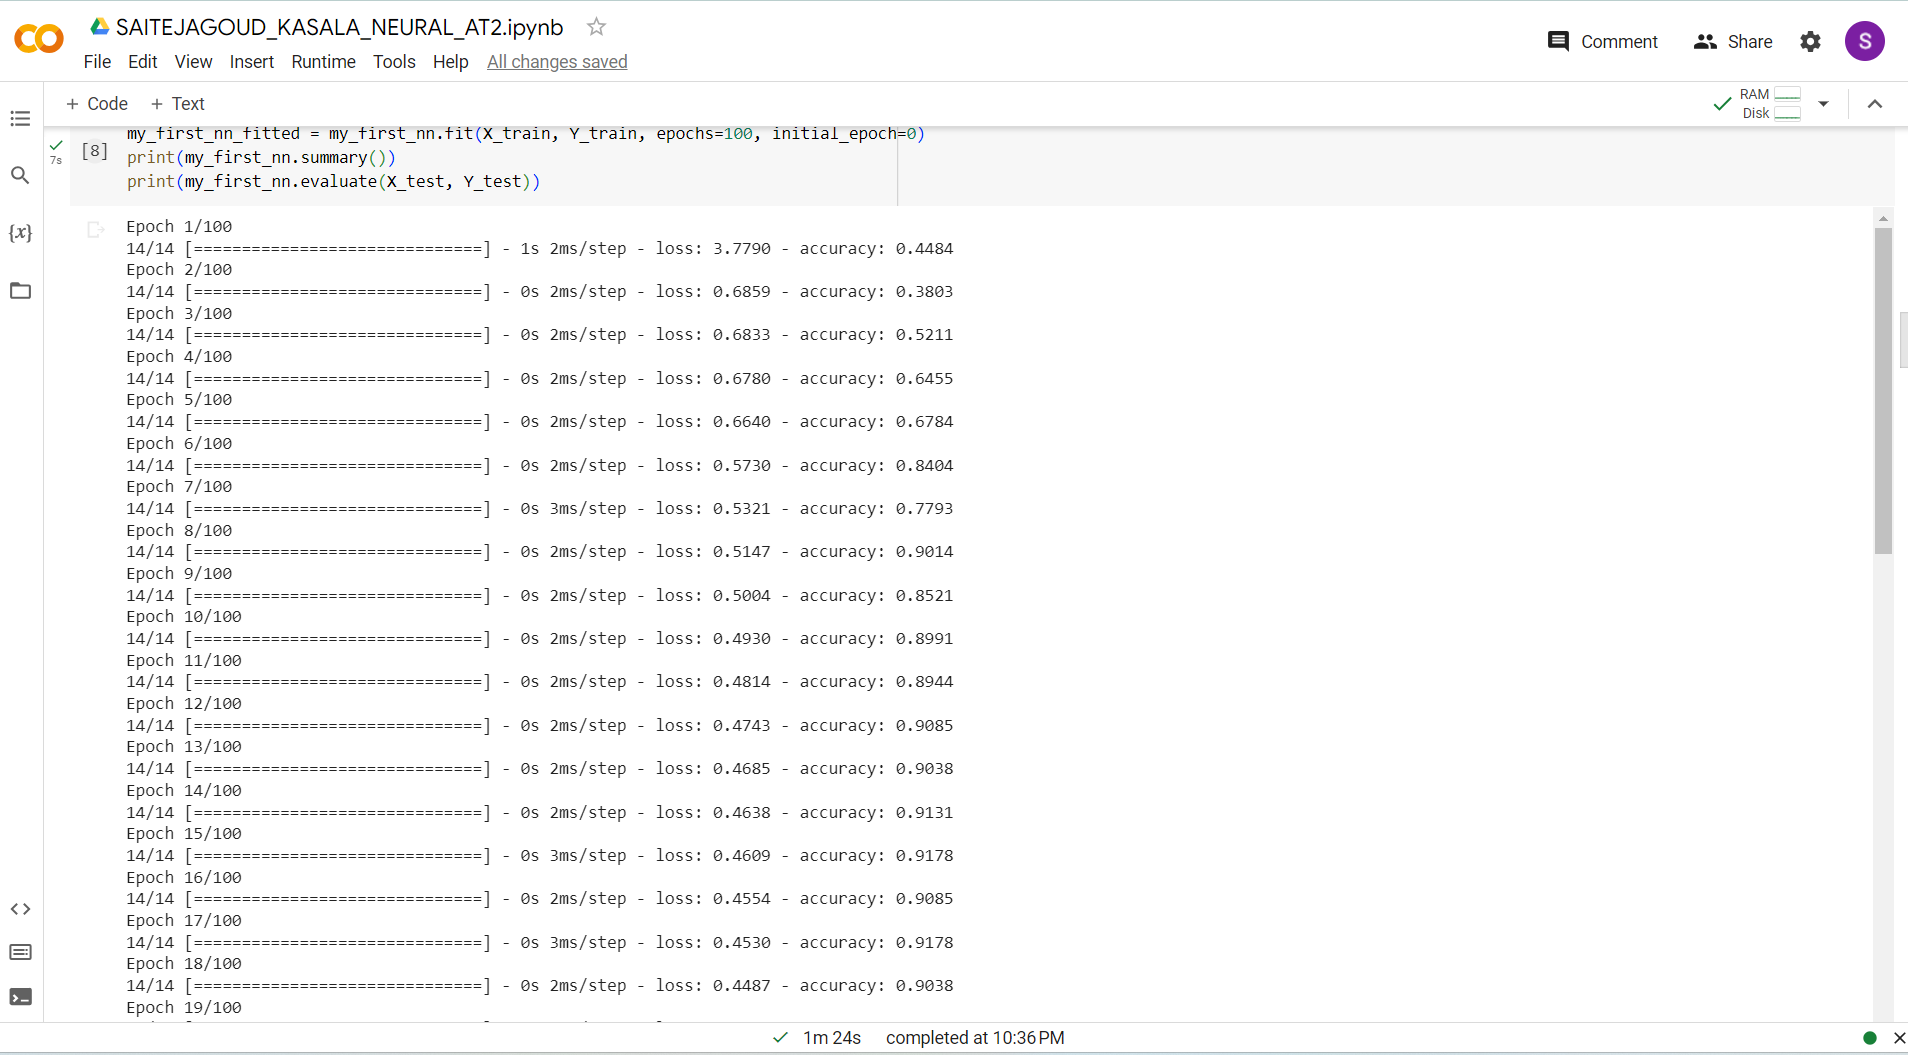 SAITEJAGOUD_KASALA_NEURAL_AT2.ipynb
Comment
Share
S
File Edit View Insert Runtime Tools Help All changes saved
+ Code + Text
RAM
Disk
my_first_nn_fitted = my_first_nn.fit(X_train, Y_train, epochs=100, initial_epoch=0)
7s
[8]
print(my_first_nn.summary())
print(my_first_nn.evaluate(X_test, Y_test))
{x}
Epoch 1/100
14/14 [==============================] - 1s 2ms/step - loss: 3.7790 - accuracy: 0.4484
Epoch 2/100
14/14 [==============================] - 0s 2ms/step - loss: 0.6859 - accuracy: 0.3803
Epoch 3/100
14/14 [==============================] - 0s 2ms/step - loss: 0.6833 - accuracy: 0.5211
Epoch 4/100
14/14 [==============================] - 0s 2ms/step - loss: 0.6780 - accuracy: 0.6455
Epoch 5/100
14/14 [==============================] - 0s 2ms/step - loss: 0.6640 - accuracy: 0.6784
Epoch 6/100
14/14 [==============================] - 0s 2ms/step - loss: 0.5730 - accuracy: 0.8404
Epoch 7/100
14/14 [==============================] - 0s 3ms/step - loss: 0.5321 - accuracy: 0.7793
Epoch 8/100
14/14 [==============================] - 0s 2ms/step - loss: 0.5147 - accuracy: 0.9014
Epoch 9/100
14/14 [==============================] - 0s 2ms/step - loss: 0.5004 - accuracy: 0.8521
Epoch 10/100
14/14 [==============================] - 0s 2ms/step - loss: 0.4930 - accuracy: 0.8991
Epoch 11/100
14/14 [==============================] - 0s 2ms/step - loss: 0.4814 - accuracy: 0.8944
Epoch 12/100
14/14 [==============================] - 0s 2ms/step - loss: 0.4743 - accuracy: 0.9085
Epoch 13/100
14/14 [==============================] - 0s 2ms/step - loss: 0.4685 - accuracy: 0.9038
Epoch 14/100
14/14 [==============================] - 0s 2ms/step - loss: 0.4638 - accuracy: 0.9131
Epoch 15/100
14/14 [==============================] - 0s 3ms/step - loss: 0.4609 - accuracy: 0.9178
Epoch 16/100
14/14 [==============================] - 0s 2ms/step - loss: 0.4554 - accuracy: 0.9085
Epoch 17/100
14/14 [==============================] - 0s 3ms/step - loss: 0.4530 - accuracy: 0.9178
Epoch 18/100
14/14 [==============================] - 0s 2ms/step - loss: 0.4487 - accuracy: 0.9038
Epoch 19/100
1m 24s completed at 10:36 PM